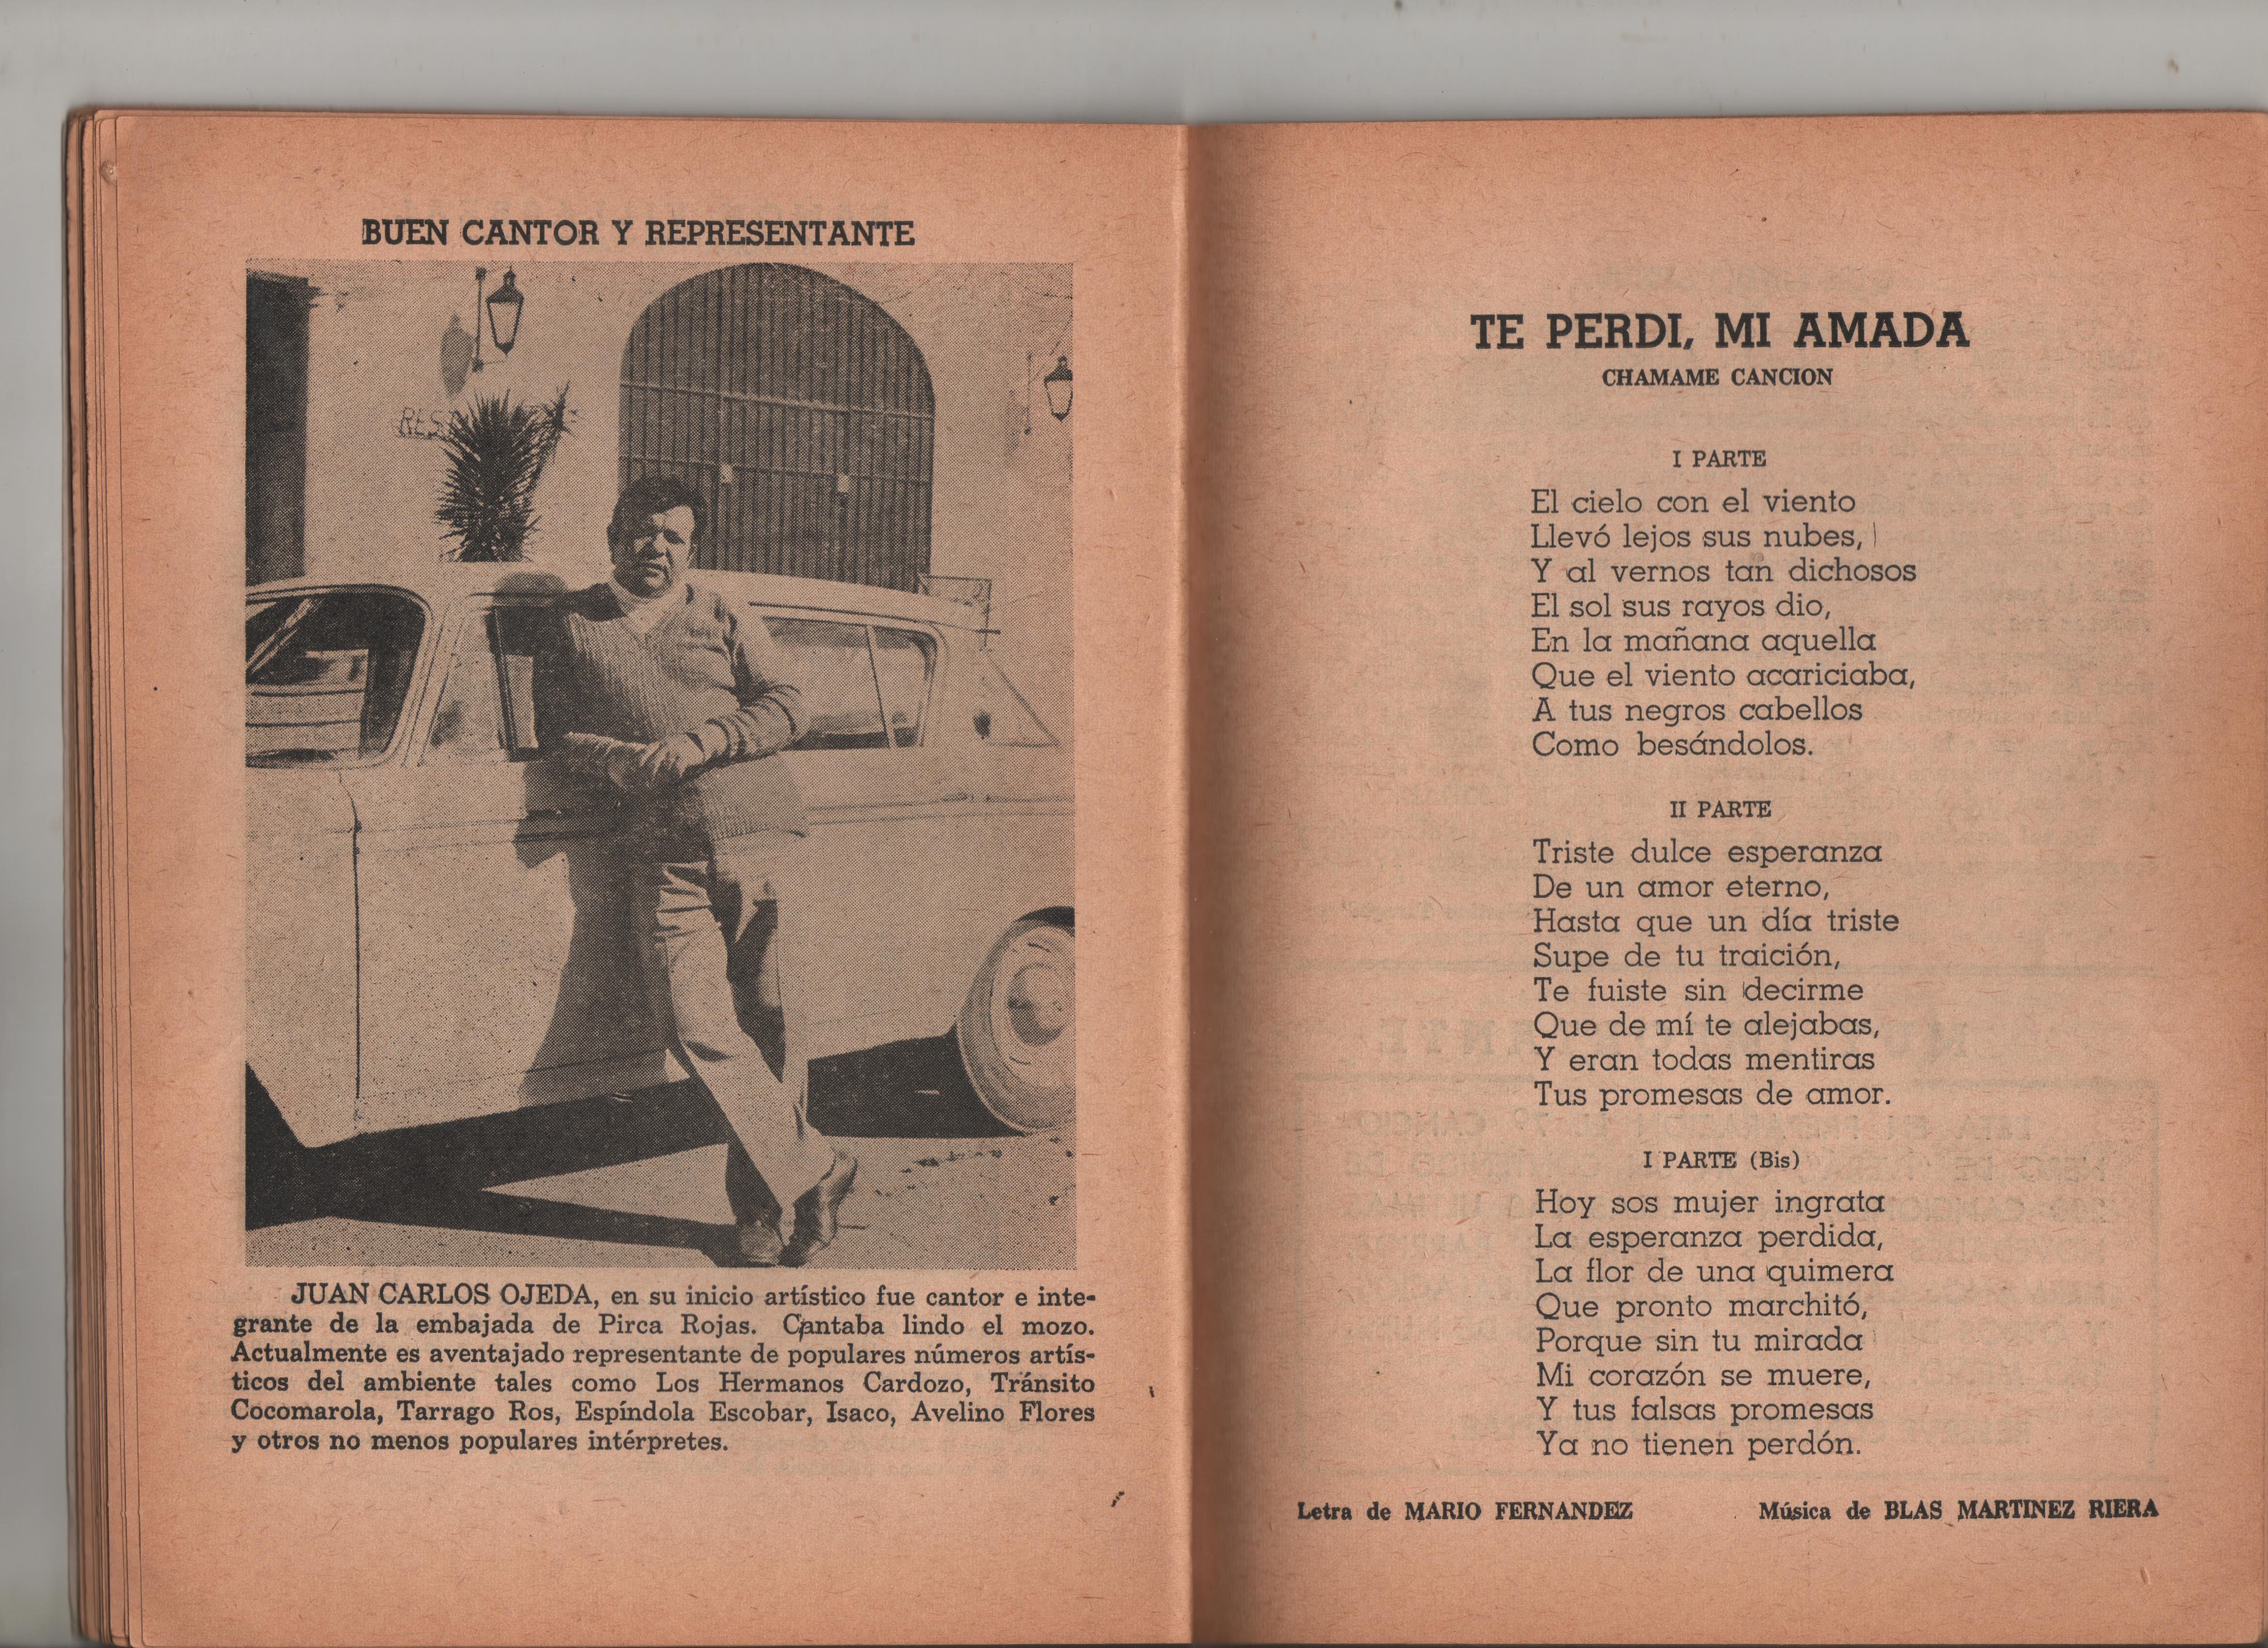 BUEN CANTOR Y REPRESENTANTE
RES
JUAN CARLOS OJEDA, en su inicio artístico fue cantor e inte-
grante de la embajada de Pirca Rojas. Cantaba lindo el mozo.
Actualmente es aventajado representante de populares números artís-
ticos del ambiente tales como Los Hermanos Cardozo, Tránsito
Cocomarola, Tarrago Ros, Espíndola Escobar, Isaco, Avelino Flores
y otros no menos populares intérpretes.
TE PERDI, MI AMADA
CHAMAME CANCION
I PARTE
El cielo con el viento
Llevó lejos sus nubes,
Y al vernos tan dichosos
El sol sus rayos dio,
En la mañana aquella
Que el viento acariciaba,
A tus negros cabellos
Como besándolos.
II PARTE
Triste dulce esperanza
De un amor eterno,
Hasta que un día triste
Supe de tu traición,
Te fuiste sin decirme
Que de mí te alejabas,
Y eran todas mentiras
Tus promesas de amor.
I PARTE (Bis)
Hoy sos mujer ingrata
La esperanza perdida,
La flor de una quimera
Que pronto marchitó,
Porque sin tu mirada
Mi corazón se muere,
Y tus falsas promesas
Ya no tienen perdón.
Letra de MARIO FERNANDEZ Música de BLAS MARTINEZ RIERA